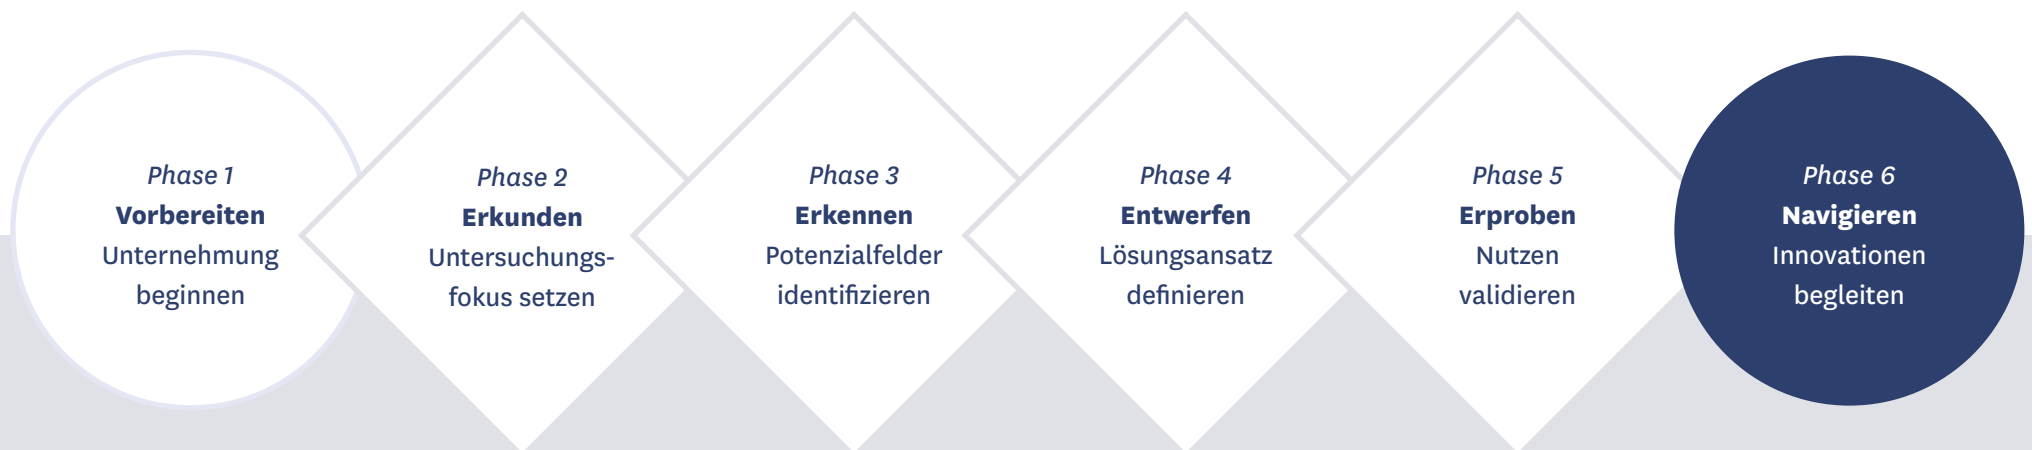 Phase 1
Vorbereiten
Unternehmung
beginnen
Phase 2
Erkunden
Untersuchungs-
fokus setzen
Phase 3
Erkennen
Potenzialfelder
identifizieren
Phase 4
Entwerfen
Lösungsansatz
definieren
Phase 5
Erproben
Nutzen
validieren
Phase 6
Navigieren
Innovationen
begleiten